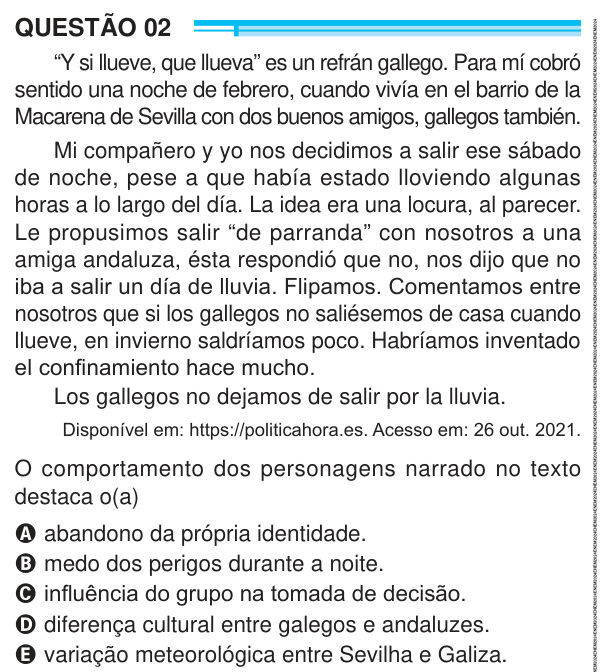 QUESTÃO 02
“Y si llueve, que llueva” es un refrán gallego. Para mí cobró
sentido una noche de febrero, cuando vivía en el barrio de la
Macarena de Sevilla con dos buenos amigos, gallegos también.
Mi compañero y yo nos decidimos a salir ese sábado
de noche, pese a que había estado lloviendo algunas
horas a lo largo del día. La idea era una locura, al parecer.
Le propusimos salir “de parranda” con nosotros a una
amiga andaluza, ésta respondió que no, nos dijo que no
iba a salir un día de lluvia. Flipamos. Comentamos entre
nosotros que si los gallegos no saliésemos de casa cuando
llueve, en invierno saldríamos poco. Habríamos inventado
el confinamiento hace mucho.
Los gallegos no dejamos de salir por la lluvia.
Disponível em: https://politicahora.es. Acesso em: 26 out. 2021.
O comportamento dos personagens narrado no texto
destaca o(a)
A abandono da própria identidade.
B medo dos perigos durante a noite.
C influência do grupo na tomada de decisão.
D diferença cultural entre galegos e andaluzes.
E variação meteorológica entre Sevilha e Galiza.